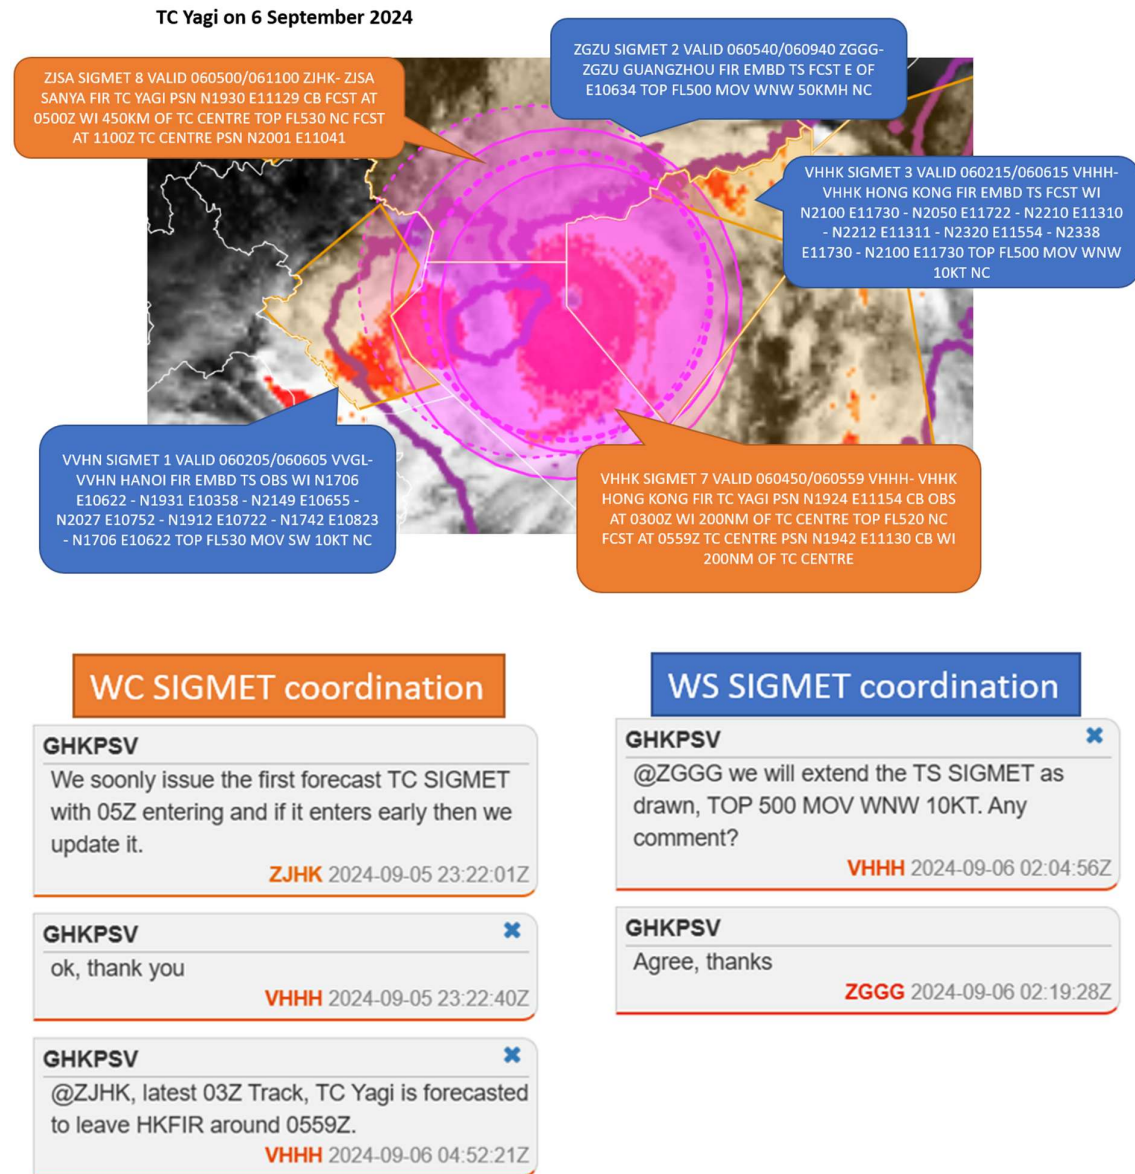 TC Yagi on 6 September 2024
ZJSA SIGMET 8 VALID 060500/061100 ZJHK- ZJSA
SANYA FIR TC YAGI PSN N1930 E11129 CB FCST AT
0500Z WI 450KM OF TC CENTRE TOP FL530 NC FCST
AT 1100Z TC CENTRE PSN N2001 E11041
ZGZU SIGMET 2 VALID 060540/060940 ZGGG-
ZGZU GUANGZHOU FIR EMBD TS FCST E OF
E10634 TOP FL500 MOV WNW 50KMH NC
VHHK SIGMET 3 VALID 060215/060615 VHHH-
VHHK HONG KONG FIR EMBD TS FCST WI
N2100 E11730 - N2050 E11722 - N2210 E11310
- N2212 E11311 - N2320 E11554 - N2338
E11730 - N2100 E11730 TOP FL500 MOV WNW
10KT NC
VVHN SIGMET 1 VALID 060205/060605 VVGL-
VVHN HANOI FIR EMBD TS OBS WI N1706
E10622 - N1931 E10358 - N2149 E10655 -
N2027 E10752 - N1912 E10722 - N1742 E10823
- N1706 E10622 TOP FL530 MOV SW 10KT NC
VHHK SIGMET 7 VALID 060450/060559 VHHH- VHHK
HONG KONG FIR TC YAGI PSN N1924 E11154 CB OBS
AT 0300Z WI 200NM OF TC CENTRE TOP FL520 NC
FCST AT 0559Z TC CENTRE PSN N1942 E11130 CB WI
200NM OF TC CENTRE
WC SIGMET coordination
GHKPSV
We soonly issue the first forecast TC SIGMET
with 05Z entering and if it enters early then we
update it.
ZJHK 2024-09-05 23:22:01Z
GHKPSV
ok, thank you
VHHH 2024-09-05 23:22:40Z
GHKPSV
@ZJHK, latest 03Z Track, TC Yagi is forecasted
to leave HKFIR around 0559Z.
VHHH 2024-09-06 04:52:21Z
WS SIGMET coordination
GHKPSV
@ZGGG we will extend the TS SIGMET as
drawn, TOP 500 MOV WNW 10KT. Any
comment?
VHHH 2024-09-06 02:04:56Z
GHKPSV
Agree, thanks
ZGGG 2024-09-06 02:19:28Z